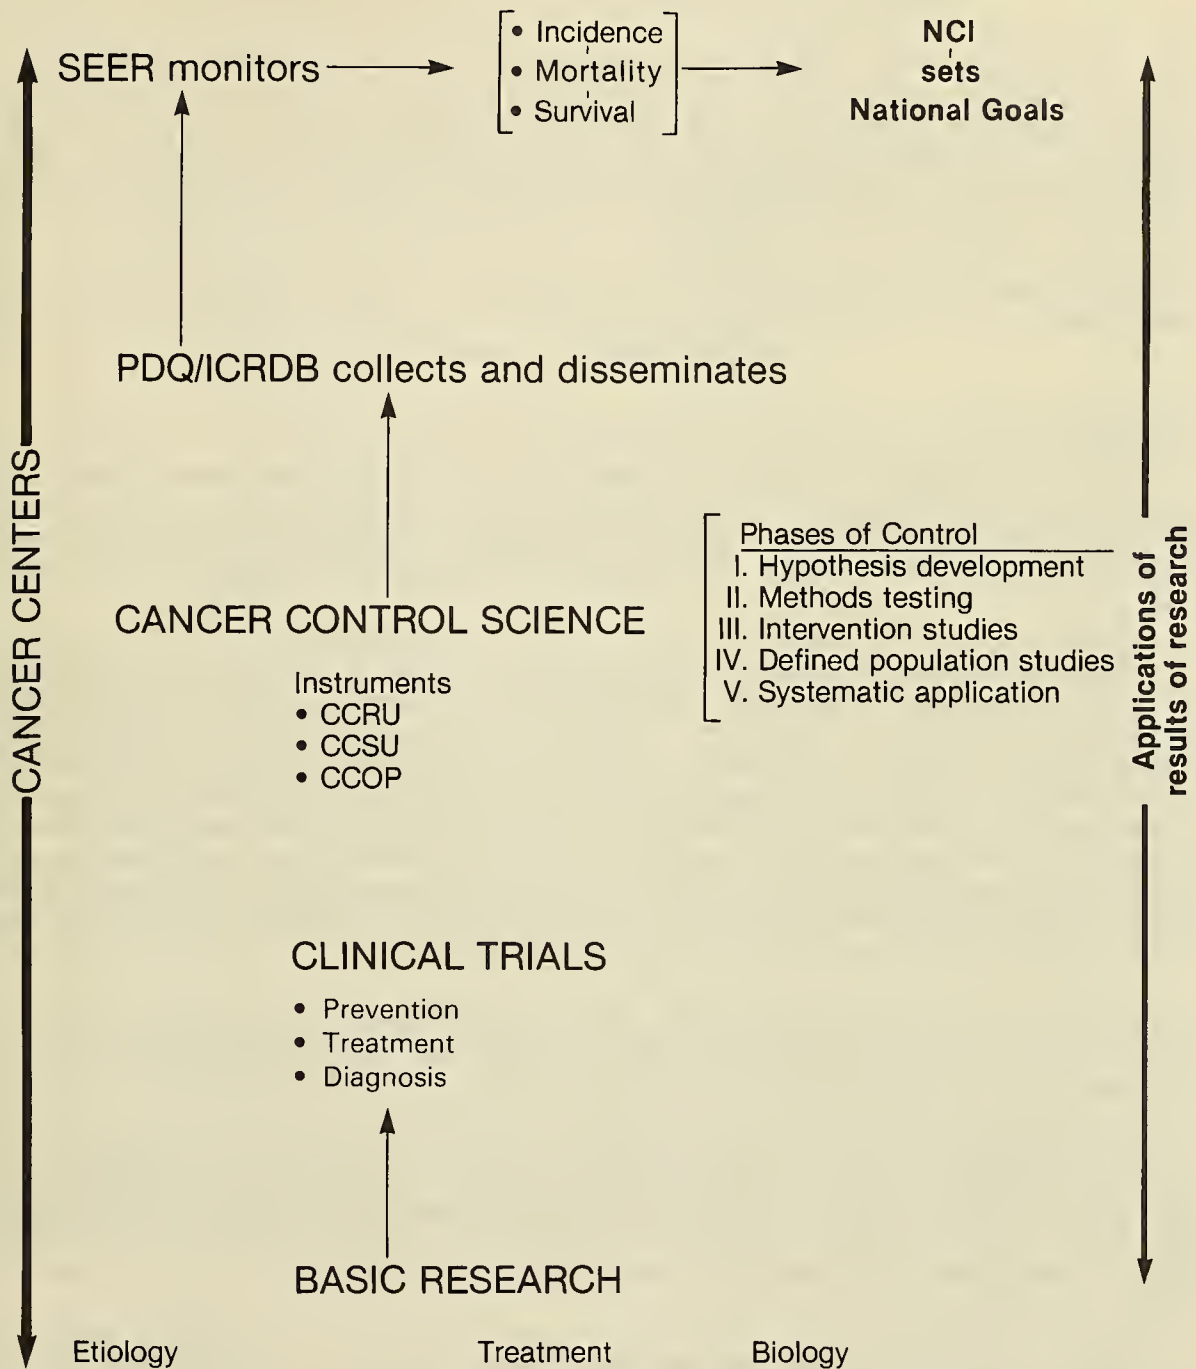 SEER monitors
• Incidence
• Mortality
• Survival
NCI
sets
National Goals
PDQ/ICRDB collects and disseminates
CANCER CENTERS
CANCER CONTROL SCIENCE
Instruments
• CCRU
• CCSU
• CCOP
Phases of Control
I. Hypothesis development
II. Methods testing
III. Intervention studies
IV. Defined population studies
V. Systematic application
Applications of
results of research
CLINICAL TRIALS
• Prevention
• Treatment
• Diagnosis
BASIC RESEARCH
Etiology
Treatment
Biology